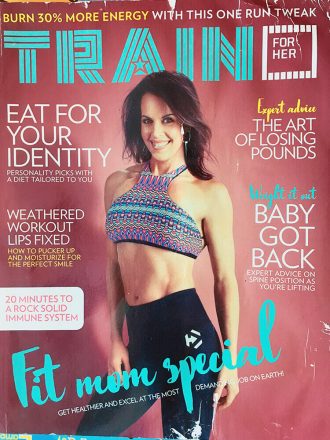 BURN 30% MORE ENERGY WITH THIS ONE RUN TWEAK
TRAIN
FOR
HER
EAT FOR
YOUR
IDENTITY
PERSONALITY PICKS WITH
A DIET TAILORED TO YOU
Expert advice
THE ART
OF LOSING
POUNDS
WEATHERED
WORKOUT
LIPS FIXED
HOW TO PUCKER UP
AND MOISTURIZE FOR
THE PERFECT SMILE
Weight it out
BABY
GOT
BACK
EXPERT ADVICE ON
SPINE POSITION AS
YOU'RE LIFTING
20 MINUTES TO
A ROCK SOLID
IMMUNE SYSTEM
Fit mom special
GET HEALTHIER AND EXCEL AT THE MOST DEMANDING JOB ON EARTH!